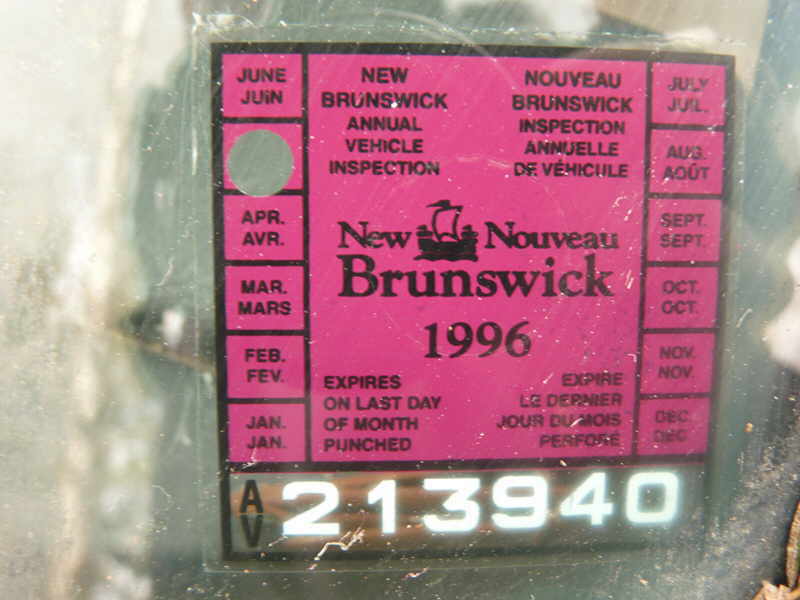 JUNE
JUIN
APR.
AVR.
MAR.
MARS
FEB.
FEV.
JAN.
JAN.
NEW
BRUNSWICK
ANNUAL
VEHICLE
INSPECTION
NOUVEAU
BRUNSWICK
INSPECTION
ANNUELLE
DE VÉHICULE
New Nouveau
Brunswick
1996
EXPIRES
ON LAST DAY
OF MONTH
PUNCHED
EXPIRE
LE DERNIER
JOUR DU MOIS
PERFORÉ
JULY
JUIL.
AUG.
AOÛT
SEPT.
SEPT.
OCT.
OCT.
NOV.
NOV.
DEC.
DEC.
AV 213940